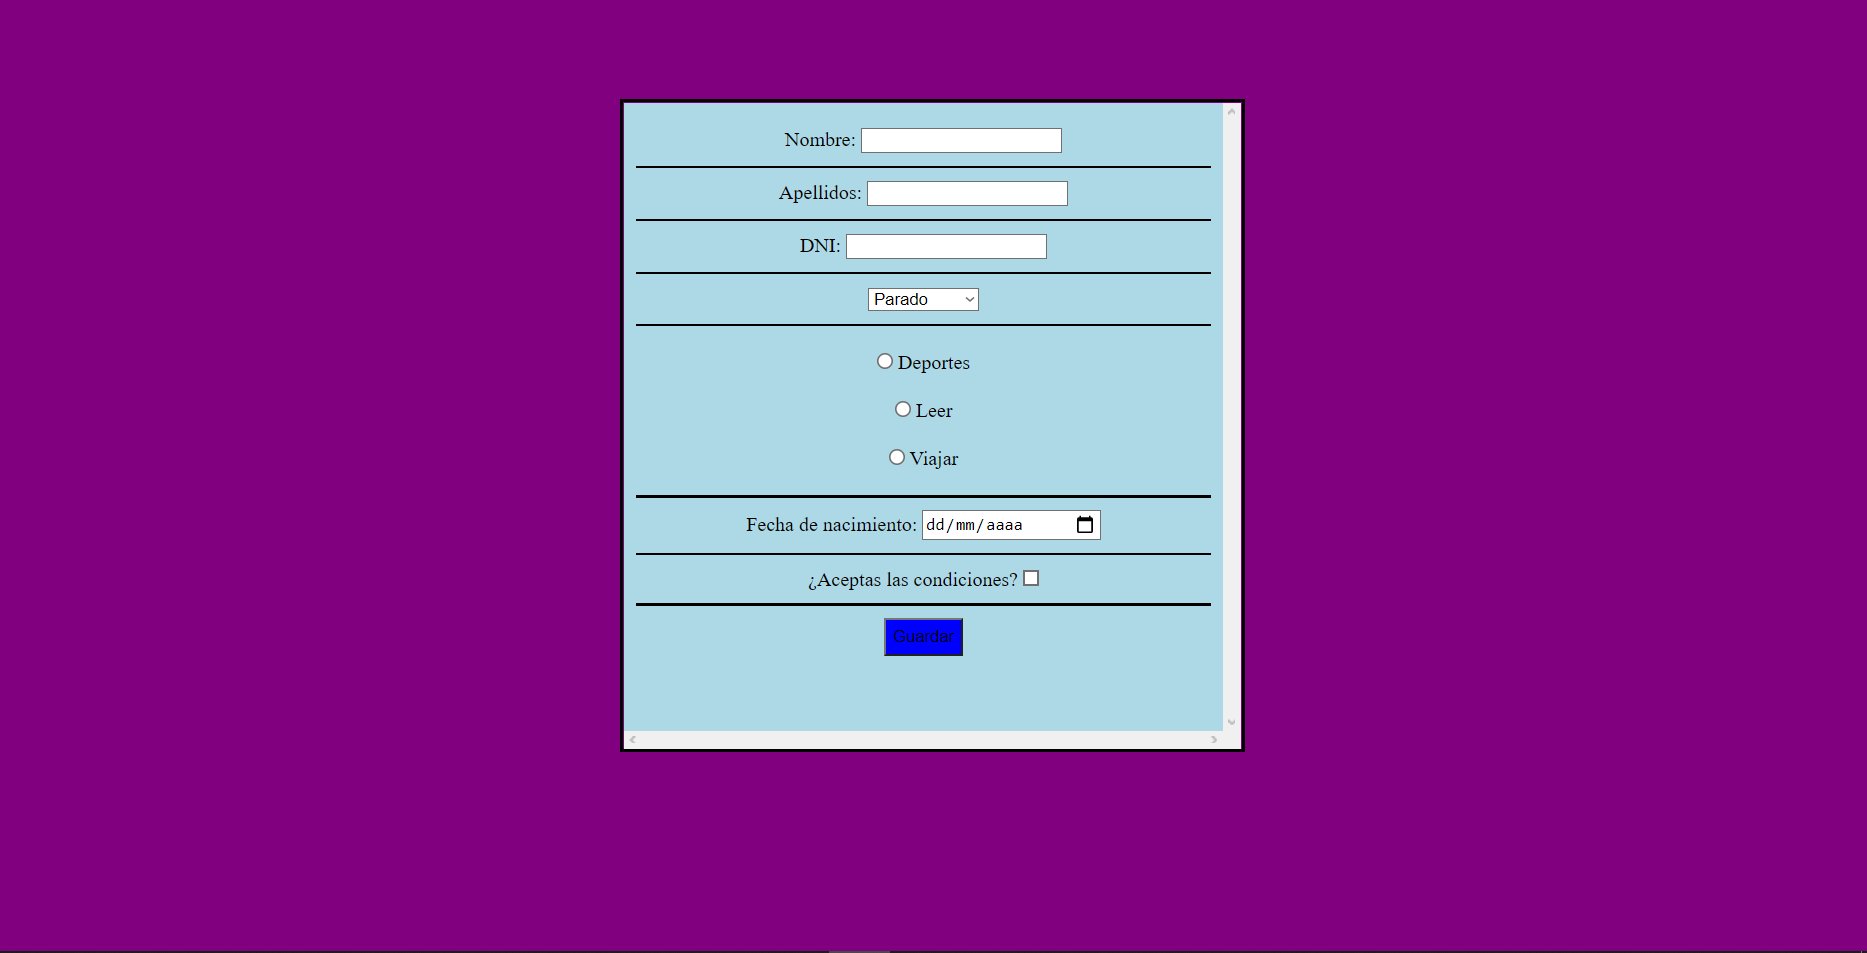 Nombre:
Apellidos:
DNI:
Parado
Deportes
Leer
Viajar
Fecha de nacimiento: dd/mm/aaaa
¿Aceptas las condiciones?
Guardar